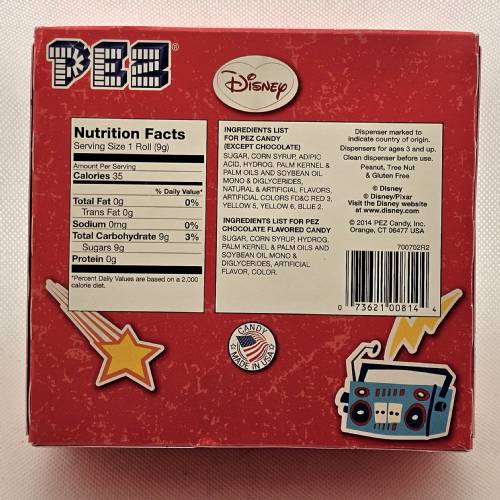 PEZ®
Disney
Nutrition Facts
Serving Size 1 Roll (9g)
Amount Per Serving
Calories 35
% Daily Value*
Total Fat 0g 0%
Trans Fat 0g
Sodium 0mg 0%
Total Carbohydrate 9g 3%
Sugars 9g
Protein 0g
*Percent Daily Values are based on a 2,000
calorie diet.
INGREDIENTS LIST
FOR PEZ CANDY
(EXCEPT CHOCOLATE)
SUGAR, CORN SYRUP, ADIPIC
ACID, HYDROG. PALM KERNEL &
PALM OILS AND SOYBEAN OIL
MONO & DIGLYCERIDES,
NATURAL & ARTIFICIAL FLAVORS,
ARTIFICIAL COLORS FD&C RED 3,
YELLOW 5, YELLOW 6, BLUE 2.
INGREDIENTS LIST FOR PEZ
CHOCOLATE FLAVORED CANDY
SUGAR, CORN SYRUP, HYDROG.
PALM KERNEL & PALM OILS AND
SOYBEAN OIL MONO &
DIGLYCERIDES, ARTIFICIAL
FLAVOR, COLOR.
Dispenser marked to
indicate country of origin.
Dispensers for ages 3 and up.
Clean dispenser before use.
Peanut, Tree Nut
& Gluten Free
© Disney
© Disney/Pixar
Visit the Disney website
at www.disney.com
© 2014 PEZ Candy, Inc.
Orange, CT 06477 USA
700702R2
0 73621 00814 4
CANDY
MADE IN USA